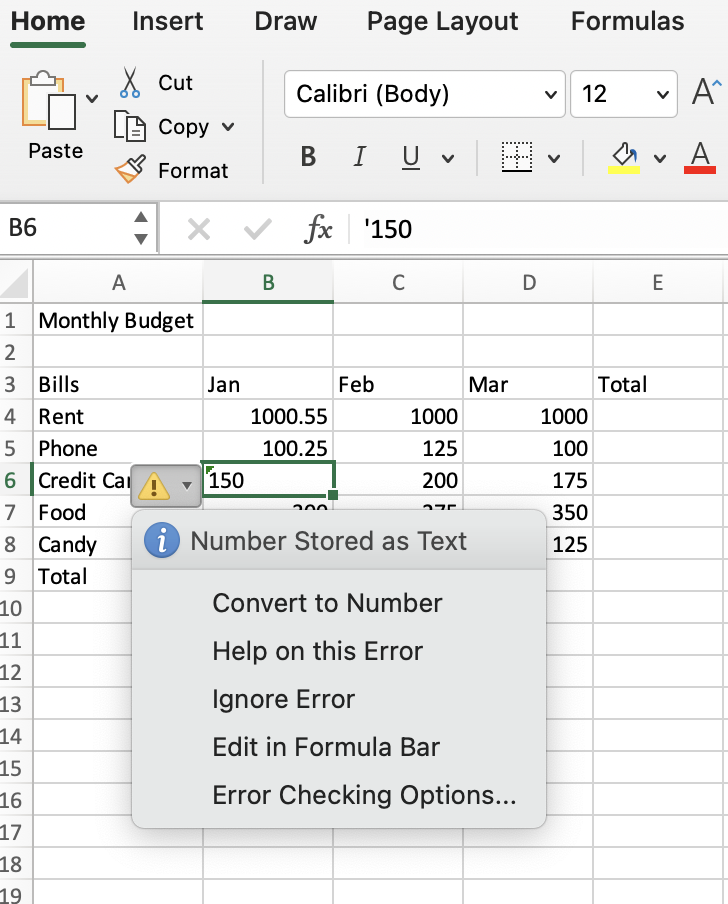 Home Insert Draw Page Layout Formulas
Cut
Calibri (Body) 12 A
Copy
Paste B I U A
Format
B6 fx '150
A B C D E
1 Monthly Budget
2
3 Bills Jan Feb Mar Total
4 Rent 1000.55 1000 1000
5 Phone 100.25 125 100
6 Credit Car 150 200 175
7 Food 350
8 Candy 125
9 Total
Number Stored as Text
10 Convert to Number
11 Help on this Error
12
13 Ignore Error
14 Edit in Formula Bar
15
16 Error Checking Options...
17
18
19